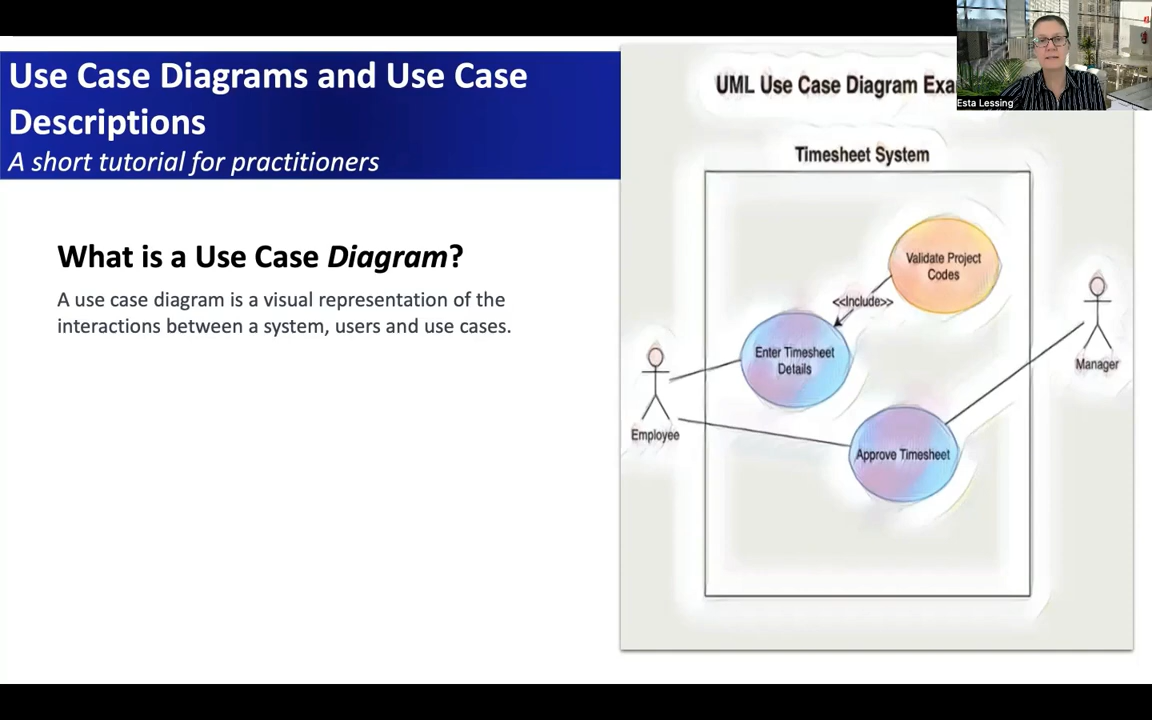 Use Case Diagrams and Use Case
Descriptions
A short tutorial for practitioners
What is a Use Case Diagram?
A use case diagram is a visual representation of the
interactions between a system, users and use cases.
UML Use Case Diagram Exa
Esta Lessing
Timesheet System
Validate Project
Codes
<<Include>>
Enter Timesheet
Details
Manager
Employee
Approve Timesheet